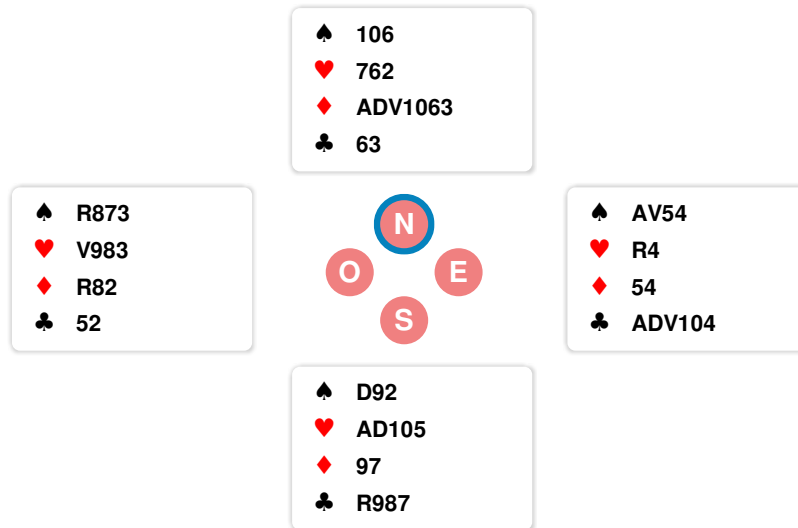 ♠ 106
♥ 762
♦ ADV1063
♣ 63
♠ R873
♥ V983
♦ R82
♣ 52
N
O E
S
♠ AV54
♥ R4
♦ 54
♣ ADV104
♠ D92
♥ AD105
♦ 97
♣ R987